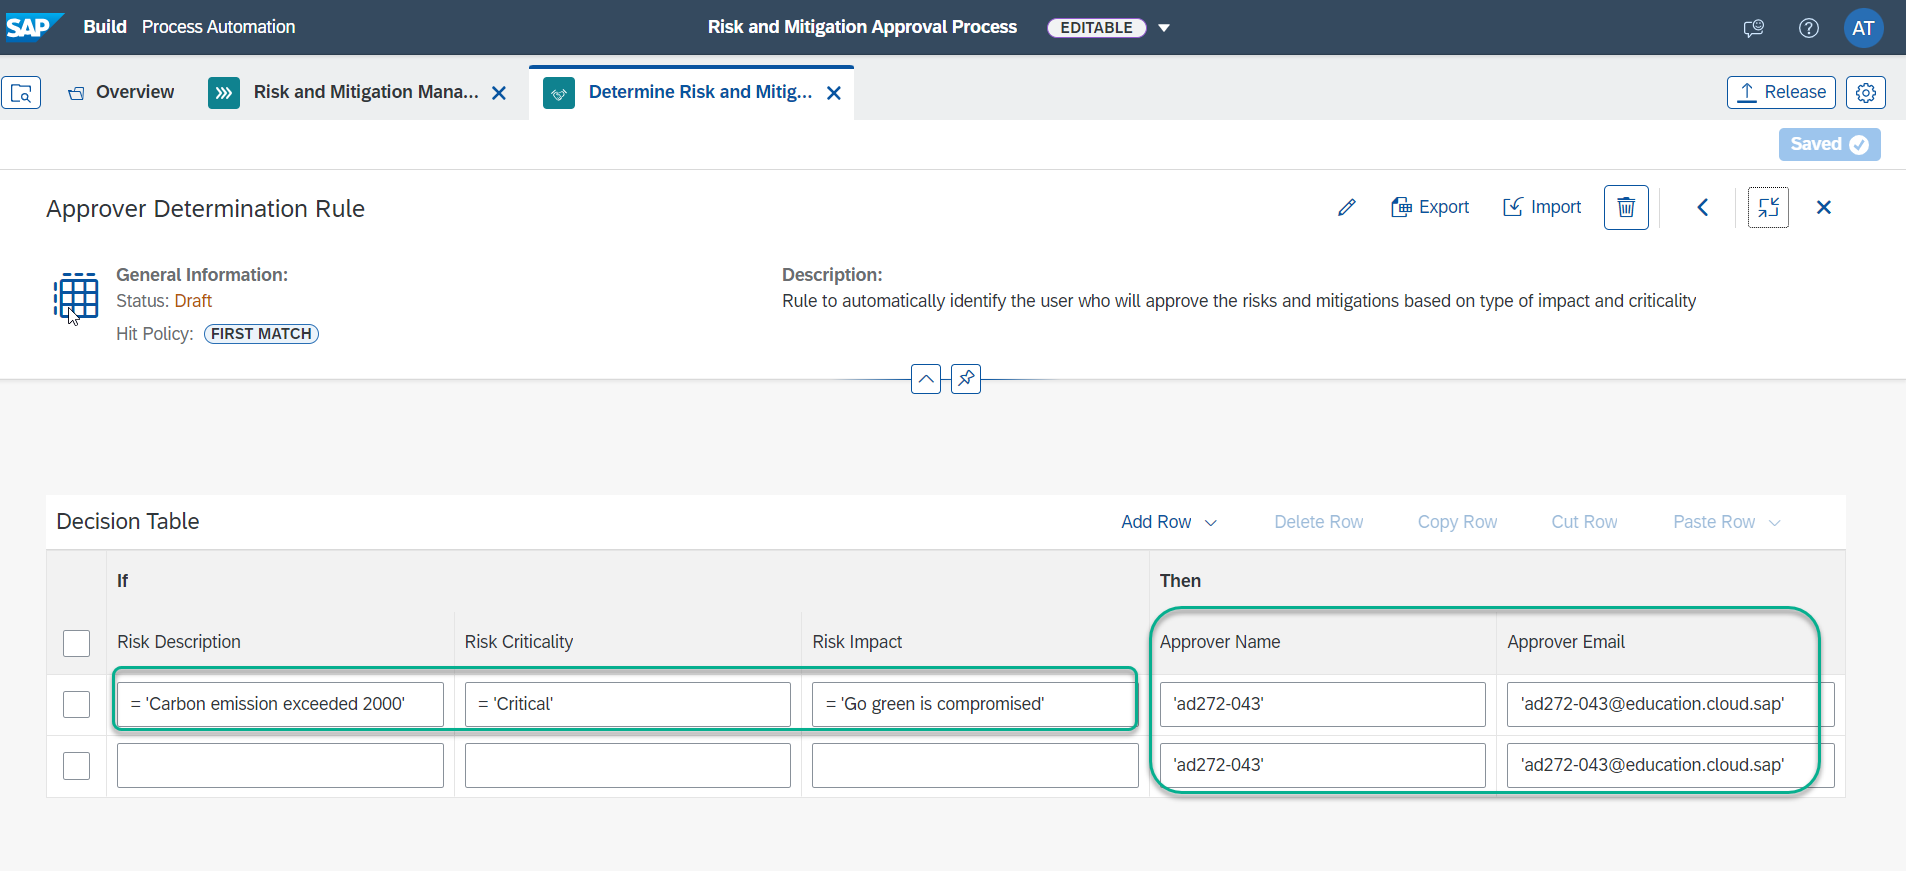 SAP Build Process Automation
Risk and Mitigation Approval Process EDITABLE
AT
Overview
Risk and Mitigation Mana...
Determine Risk and Mitig...
Release
Saved
Approver Determination Rule
Export
Import
General Information:
Status: Draft
Hit Policy: FIRST MATCH
Description:
Rule to automatically identify the user who will approve the risks and mitigations based on type of impact and criticality
Decision Table
Add Row
Delete Row
Copy Row
Cut Row
Paste Row
If
Then
Risk Description
Risk Criticality
Risk Impact
Approver Name
Approver Email
= 'Carbon emission exceeded 2000'
= 'Critical'
= 'Go green is compromised'
'ad272-043'
'ad272-043@education.cloud.sap'
'ad272-043'
'ad272-043@education.cloud.sap'